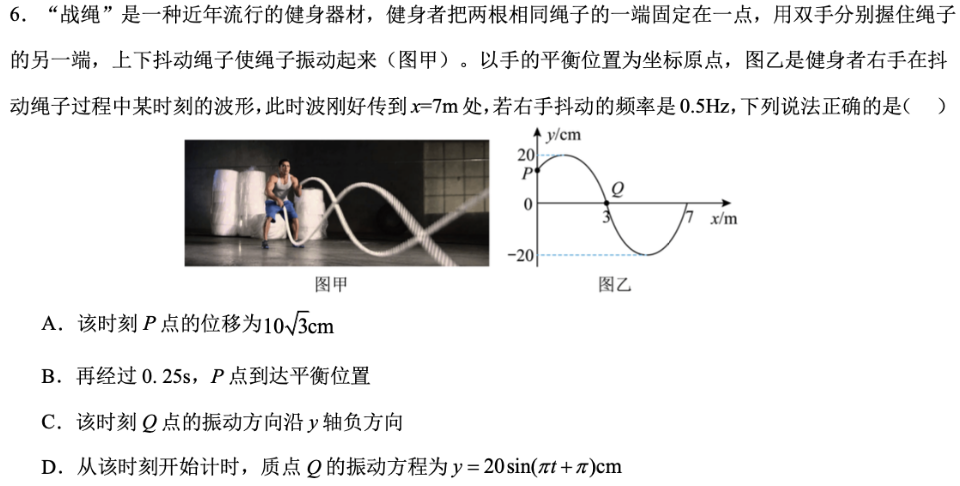 6．“战绳”是一种近年流行的健身器材，健身者把两根相同绳子的一端固定在一点，用双手分别握住绳子
的另一端，上下抖动绳子使绳子振动起来（图甲）。以手的平衡位置为坐标原点，图乙是健身者右手在抖
动绳子过程中某时刻的波形，此时波刚好传到 x=7m 处，若右手抖动的频率是 0.5Hz，下列说法正确的是（　）
y/cm
20
P
Q
0
3
7
x/m
−20
图甲
图乙
A．该时刻 P 点的位移为10√3cm
B．再经过 0. 25s，P 点到达平衡位置
C．该时刻 Q 点的振动方向沿 y 轴负方向
D．从该时刻开始计时，质点 Q 的振动方程为 y = 20sin(πt + π)cm